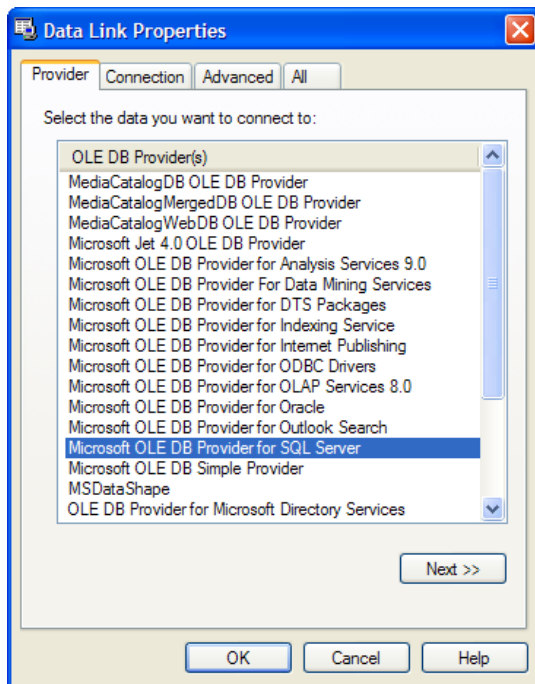 Data Link Properties
Provider Connection Advanced All
Select the data you want to connect to:
OLE DB Provider(s)
MediaCatalogDB OLE DB Provider
MediaCatalogMergedDB OLE DB Provider
MediaCatalogWebDB OLE DB Provider
Microsoft Jet 4.0 OLE DB Provider
Microsoft OLE DB Provider for Analysis Services 9.0
Microsoft OLE DB Provider For Data Mining Services
Microsoft OLE DB Provider for DTS Packages
Microsoft OLE DB Provider for Indexing Service
Microsoft OLE DB Provider for Internet Publishing
Microsoft OLE DB Provider for ODBC Drivers
Microsoft OLE DB Provider for OLAP Services 8.0
Microsoft OLE DB Provider for Oracle
Microsoft OLE DB Provider for Outlook Search
Microsoft OLE DB Provider for SQL Server
Microsoft OLE DB Simple Provider
MSDataShape
OLE DB Provider for Microsoft Directory Services
Next >>
OK Cancel Help